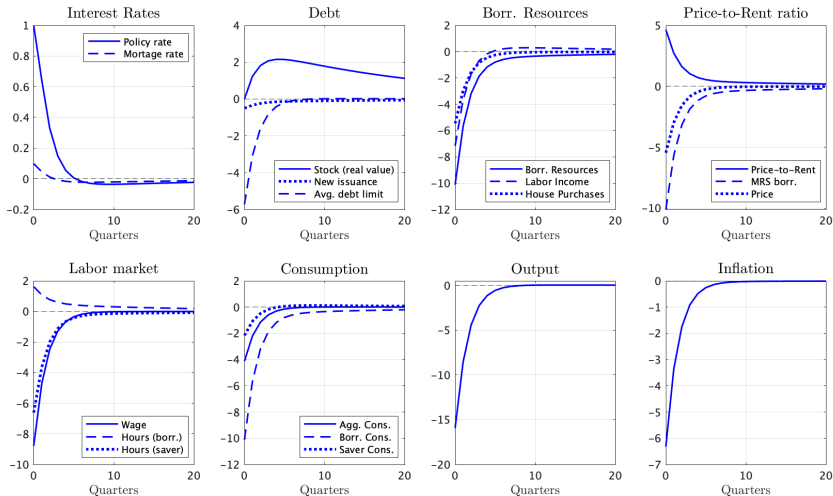 Interest Rates
1
0.8
0.6
0.4
0.2
0
-0.2
0
10
20
Quarters
Policy rate
Mortage rate
Debt
4
2
0
-2
-4
-6
0
10
20
Quarters
Stock (real value)
New issuance
Avg. debt limit
Borr. Resources
2
0
-2
-4
-6
-8
-10
-12
0
10
20
Quarters
Borr. Resources
Labor Income
House Purchases
Price-to-Rent ratio
5
0
-5
-10
0
10
20
Quarters
Price-to-Rent
MRS borr.
Price
Labor market
2
0
-2
-4
-6
-8
-10
0
10
20
Quarters
Wage
Hours (borr.)
Hours (saver)
Consumption
2
0
-2
-4
-6
-8
-10
-12
0
10
20
Quarters
Agg. Cons.
Borr. Cons.
Saver Cons.
Output
0
-5
-10
-15
-20
0
10
20
Quarters
Inflation
0
-1
-2
-3
-4
-5
-6
-7
0
10
20
Quarters